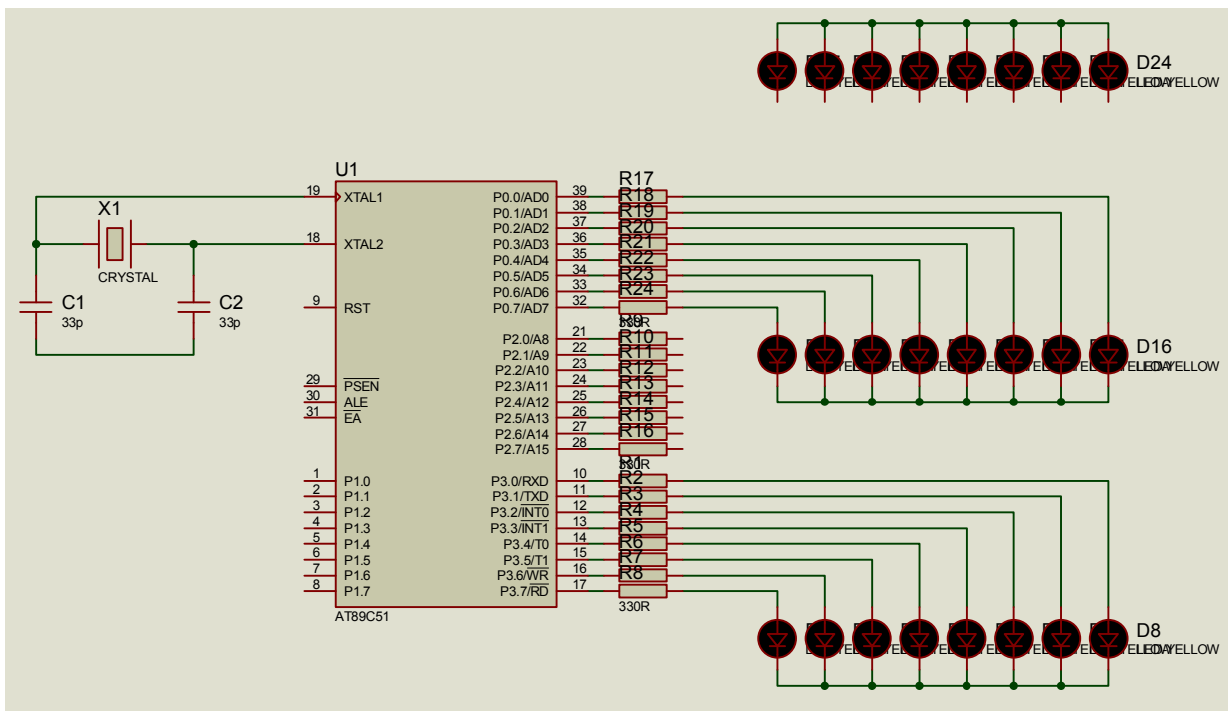 D24
LEDAYELLOW
U1
R17
19 XTAL1 P0.0/AD0 39 R18
P0.1/AD1 38 R19
X1 P0.2/AD2 37 R20
18 XTAL2 P0.3/AD3 36 R21
P0.4/AD4 35 R22
CRYSTAL P0.5/AD5 34 R23
P0.6/AD6 33 R24
C1 C2 9 RST P0.7/AD7 32
33p 33p
P2.0/A8 21 R10
P2.1/A9 22 R11
D16
P2.2/A10 23 R12
29 PSEN P2.3/A11 24 R13
30 ALE P2.4/A12 25 R14
31 EA P2.5/A13 26 R15
P2.6/A14 27 R16
P2.7/A15 28
330R
R1
1 P1.0 P3.0/RXD 10 R2
2 P1.1 P3.1/TXD 11 R3
3 P1.2 P3.2/INT0 12 R4
4 P1.3 P3.3/INT1 13 R5
5 P1.4 P3.4/T0 14 R6
6 P1.5 P3.5/T1 15 R7
7 P1.6 P3.6/WR 16 R8
8 P1.7 P3.7/RD 17
330R
AT89C51
D8